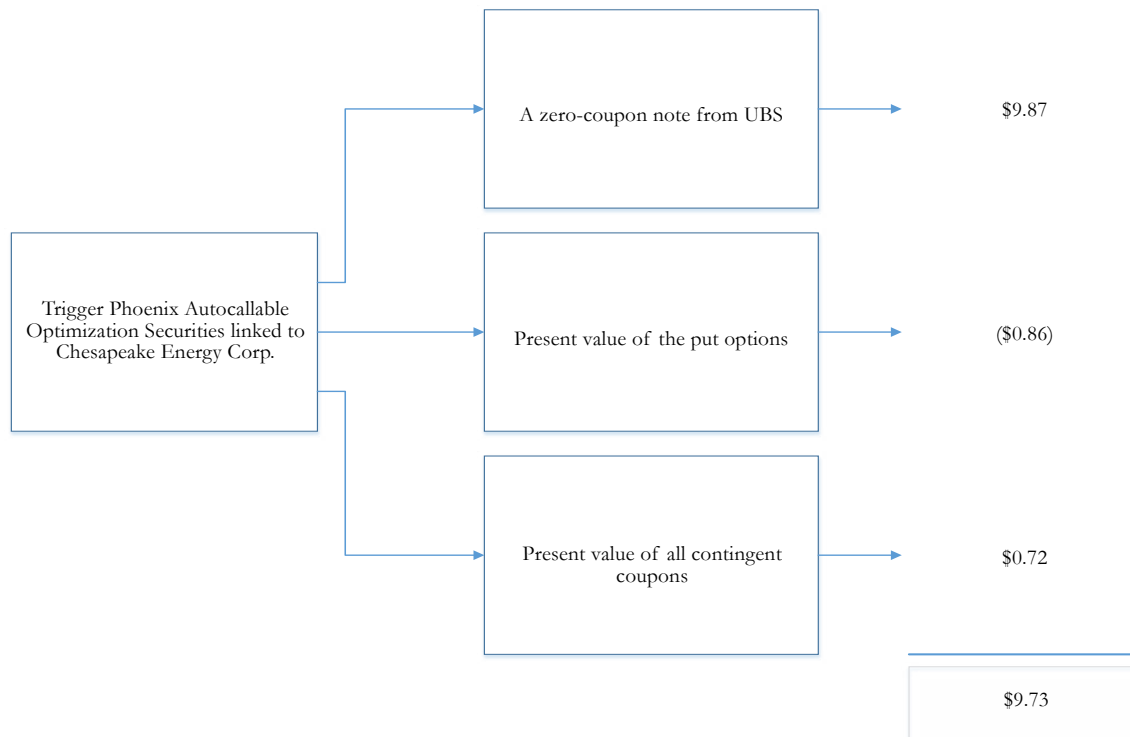 A zero-coupon note from UBS
$9.87
Trigger Phoenix Autocallable
Optimization Securities linked to
Chesapeake Energy Corp.
Present value of the put options
($0.86)
Present value of all contingent
coupons
$0.72
$9.73